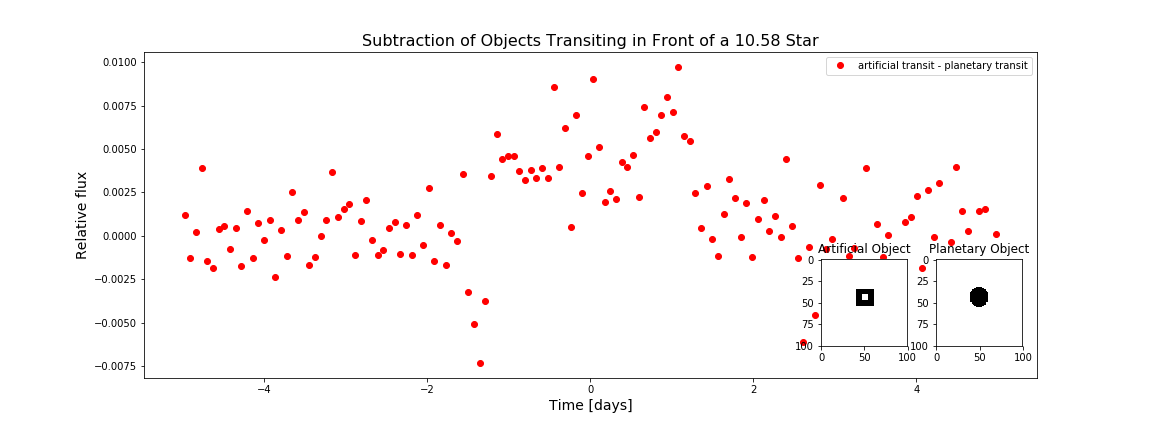 Subtraction of Objects Transiting in Front of a 10.58 Star
artificial transit - planetary transit
0.0100
0.0075
0.0050
0.0025
0.0000
−0.0025
−0.0050
−0.0075
Relative flux
Artificial Object
0
25
50
75
100
0 50 100
Planetary Object
0
25
50
75
100
0 50 100
−4 −2 0 2 4
Time [days]